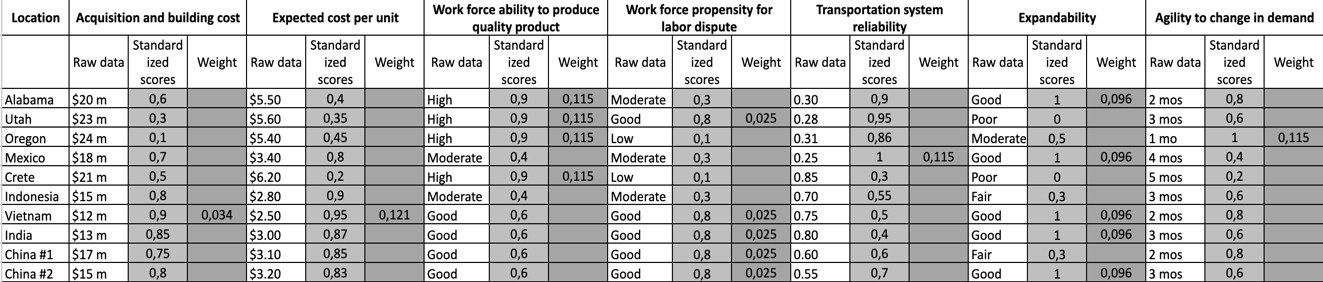 Location Acquisition and building cost Expected cost per unit Work force ability to produce quality product Work force propensity for labor dispute Transportation system reliability Expandability Agility to change in demand
Raw data Standard ized scores Weight Raw data Standard ized scores Weight Raw data Standard ized scores Weight Raw data Standard ized scores Weight Raw data Standard ized scores Weight Raw data Standard ized scores Weight Raw data Standard ized scores Weight
Alabama $20 m 0,6 $5.50 0,4 High 0,9 0,115 Moderate 0,3 0.30 0,9 Good 1 0,096 2 mos 0,8
Utah $23 m 0,3 $5.60 0,35 High 0,9 0,115 Good 0,8 0,025 0.28 0,95 Poor 0 3 mos 0,6
Oregon $24 m 0,1 $5.40 0,45 High 0,9 0,115 Low 0,1 0.31 0,86 Moderate 0,5 1 mo 1 0,115
Mexico $18 m 0,7 $3.40 0,8 Moderate 0,4 Moderate 0,3 0.25 1 0,115 Good 1 0,096 4 mos 0,4
Crete $21 m 0,5 $6.20 0,2 High 0,9 0,115 Low 0,1 0.85 0,3 Poor 0 5 mos 0,2
Indonesia $15 m 0,8 $2.80 0,9 Moderate 0,4 Moderate 0,3 0.70 0,55 Fair 0,3 3 mos 0,6
Vietnam $12 m 0,9 0,034 $2.50 0,95 0,121 Good 0,6 Good 0,8 0,025 0.75 0,5 Good 1 0,096 2 mos 0,8
India $13 m 0,85 $3.00 0,87 Good 0,6 Good 0,8 0,025 0.80 0,4 Good 1 0,096 3 mos 0,6
China #1 $17 m 0,75 $3.10 0,85 Good 0,6 Good 0,8 0,025 0.60 0,6 Fair 0,3 2 mos 0,8
China #2 $15 m 0,8 $3.20 0,83 Good 0,6 Good 0,8 0,025 0.55 0,7 Good 1 0,096 3 mos 0,6